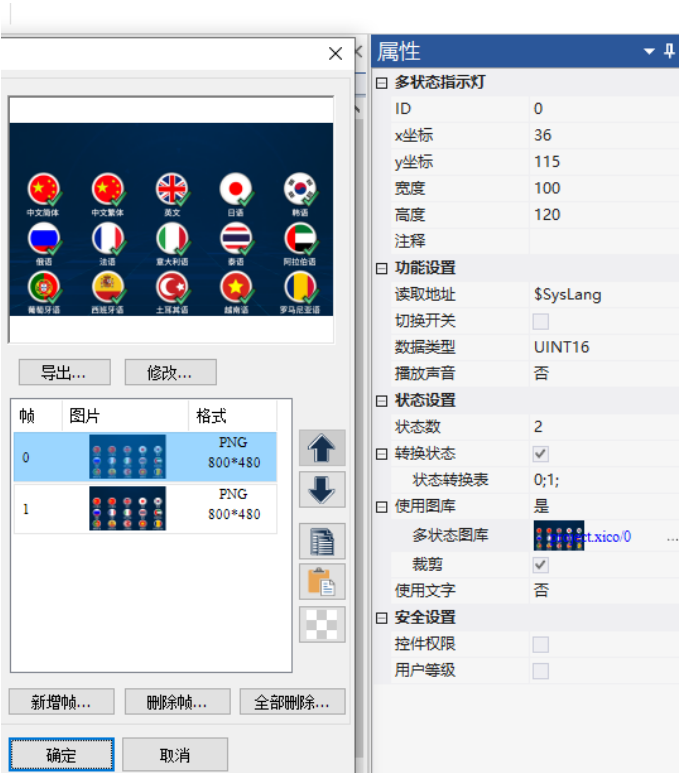 属性
中文简体 中文繁体 英文 日语 韩语
俄语 法语 意大利语 泰语 阿拉伯语
葡萄牙语 西班牙语 土耳其语 越南语 罗马尼亚语
导出... 修改...
帧 图片 格式
0 PNG
800*480
1 PNG
800*480
新增帧... 删除帧... 全部删除...
确定 取消
多状态指示灯
ID 0
x坐标 36
y坐标 115
宽度 100
高度 120
注释
功能设置
读取地址 $SysLang
切换开关
数据类型 UINT16
播放声音 否
状态设置
状态数 2
转换状态
状态转换表 0;1;
使用图库 是
多状态图库 ct.xico/0 ...
裁剪
使用文字 否
安全设置
控件权限
用户等级